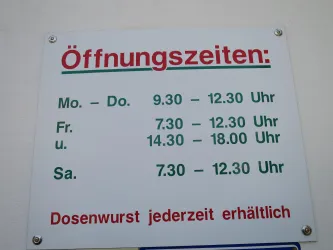 Öffnungszeiten:
Mo. – Do. 9.30 – 12.30 Uhr
Fr. 7.30 – 12.30 Uhr
u. 14.30 – 18.00 Uhr
Sa. 7.30 – 12.30 Uhr
Dosenwurst jederzeit erhältlich